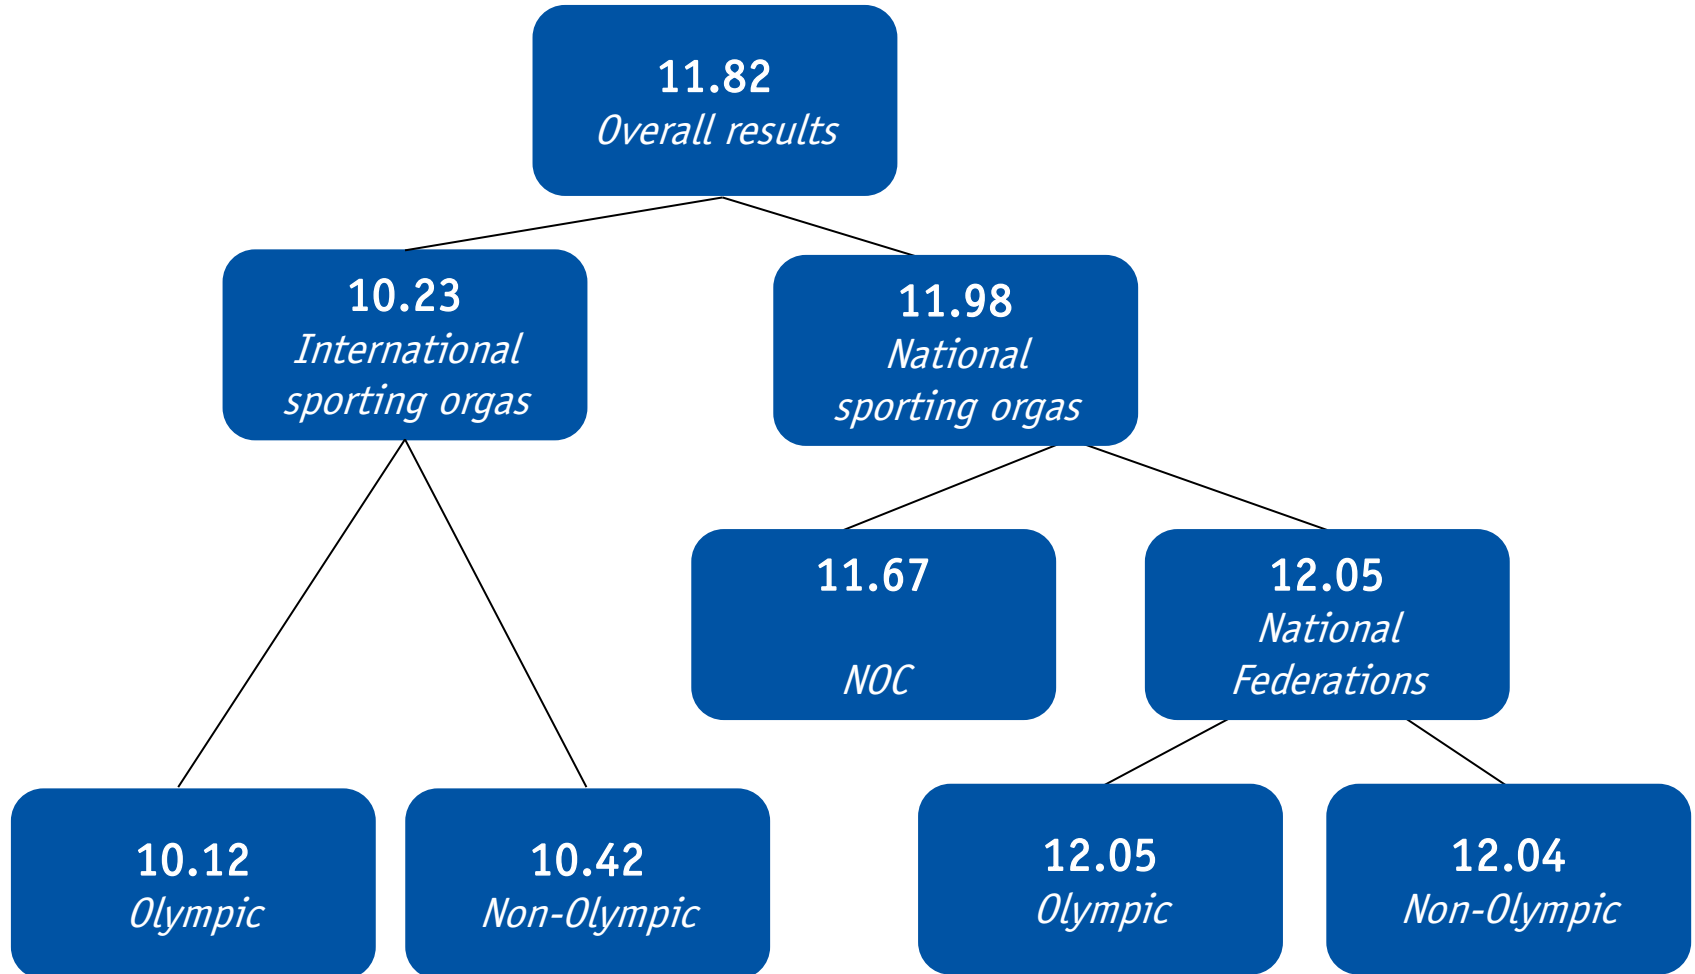 11.82
Overall results
10.23
International
sporting orgas
11.98
National
sporting orgas
11.67
NOC
12.05
National
Federations
10.12
Olympic
10.42
Non-Olympic
12.05
Olympic
12.04
Non-Olympic